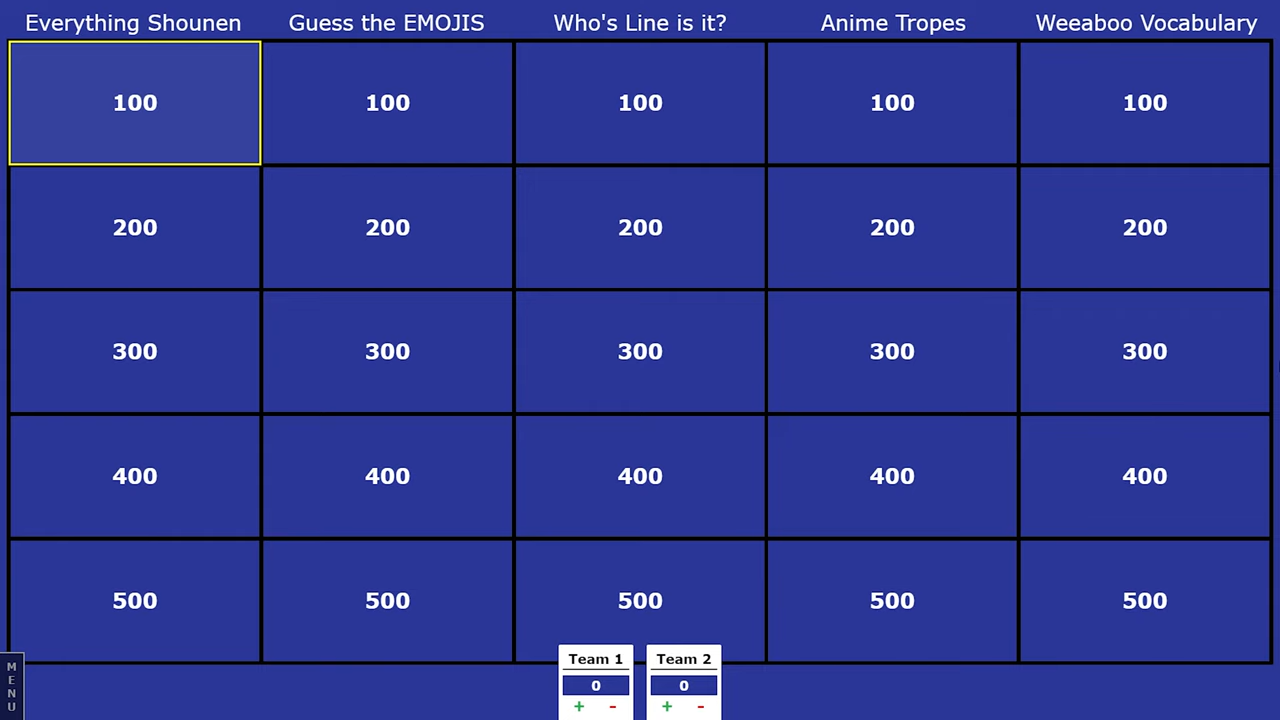 Everything Shounen Guess the EMOJIS Who's Line is it? Anime Tropes Weeaboo Vocabulary
100 100 100 100 100
200 200 200 200 200
300 300 300 300 300
400 400 400 400 400
500 500 500 500 500
MENU
Team 1 Team 2
0 0
+ - + -